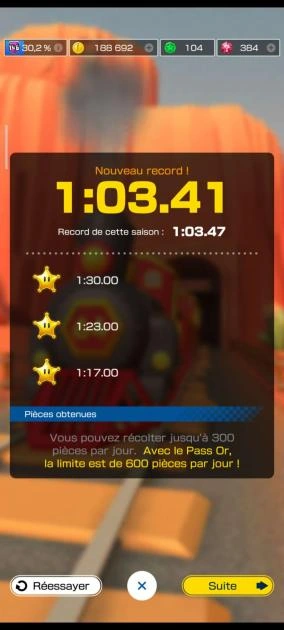 30,2 % 188 692 104 384
Nouveau record !
1:03.41
Record de cette saison : 1:03.47
1:30.00
1:23.00
1:17.00
Pièces obtenues
Vous pouvez récolter jusqu'à 300
pièces par jour. Avec le Pass Or,
la limite est de 600 pièces par jour !
Réessayer
Suite